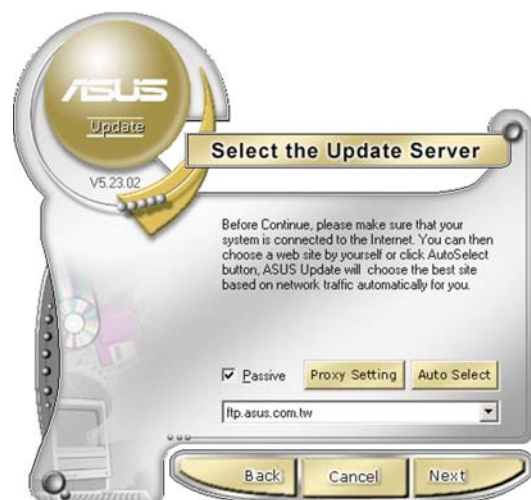 ASUS
Update
V5.23.02
Select the Update Server
Before Continue, please make sure that your
system is connected to the Internet. You can then
choose a web site by yourself or click AutoSelect
button, ASUS Update will choose the best site
based on network traffic automatically for you.
Passive
Proxy Setting
Auto Select
ftp.asus.com.tw
Back
Cancel
Next